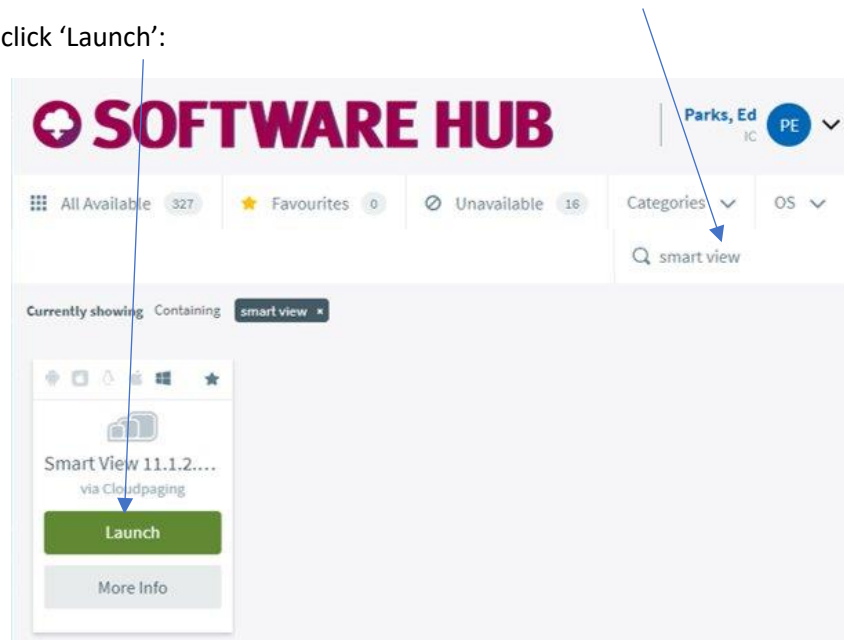 click ‘Launch’:
SOFTWARE HUB
Parks, Ed
IC
PE
All Available 327
Favourites 0
Unavailable 16
Categories
OS
smart view
Currently showing Containing smart view ×
Smart View 11.1.2....
via Cloudpaging
Launch
More Info